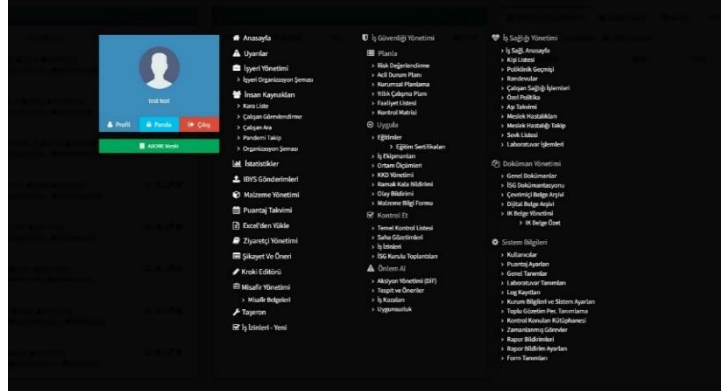 test test
Profil
Parola
Çıkış
Anasayfa
Uyarılar
İşyeri Yönetimi
> İşyeri Organizasyon Şeması
İnsan Kaynakları
> Kara Liste
> Çalışan Görevlendirme
> Çalışan Ara
> Pandemi Takip
> Organizasyon Şeması
İstatistikler
IBYS Gönderimleri
Malzeme Yönetimi
Puantaj Takvimi
Excel'den Yükle
Ziyaretçi Yönetimi
Şikayet Ve Öneri
Kroki Editörü
Misafir Yönetimi
> Misafir Belgeleri
Taşeron
İş İzinleri - Yeni
İş Güvenliği Yönetimi
Planla
> Risk Değerlendirme
> Acil Durum Planı
> Kurumsal Planlama
> Yıllık Çalışma Planı
> Faaliyet Listesi
> Kontrol Matrisi
Uygula
> Eğitimler
> Eğitim Sertifikaları
> İş Ekipmanları
> Ortam Ölçümleri
> KKD Yönetimi
> Ramak Kala Bildirimi
> Olay Bildirimi
> Malzeme Bilgi Formu
Kontrol Et
> Temel Kontrol Listesi
> Saha Gözetimleri
> İş İzinleri
> İSG Kurulu Toplantıları
Önlem Al
> Aksiyon Yönetimi (DİF)
> Tespit ve Öneriler
> İş Kazaları
> Uygunsuzluk
İş Sağlığı Yönetimi
> İş Sağl. Anasayfa
> Kişi Listesi
> Poliklinik Geçmişi
> Randevular
> Çalışan Sağlığı İşlemleri
> Özel Politika
> Aşı Takvimi
> Meslek Hastalıkları
> Meslek Hastalığı Takip
> Sevk Listesi
> Laboratuvar İşlemleri
Doküman Yönetimi
> Genel Dokümanlar
> İSG Dokümantasyonu
> Çevrimiçi Belge Arşivi
> Dijital Belge Arşivi
> İK Belge Yönetimi
> İK Belge Özet
Sistem Bilgileri
> Kullanıcılar
> Puantaj Ayarları
> Genel Tanımlar
> Laboratuvar Tanımları
> Log Kayıtları
> Kurum Bilgileri ve Sistem Ayarları
> Toplu Gözetim Per. Tanımlama
> Kontrol Konuları Kütüphanesi
> Zamanlanmış Görevler
> Rapor Bildirimleri
> Rapor Bildirim Ayarları
> Form Tanımları